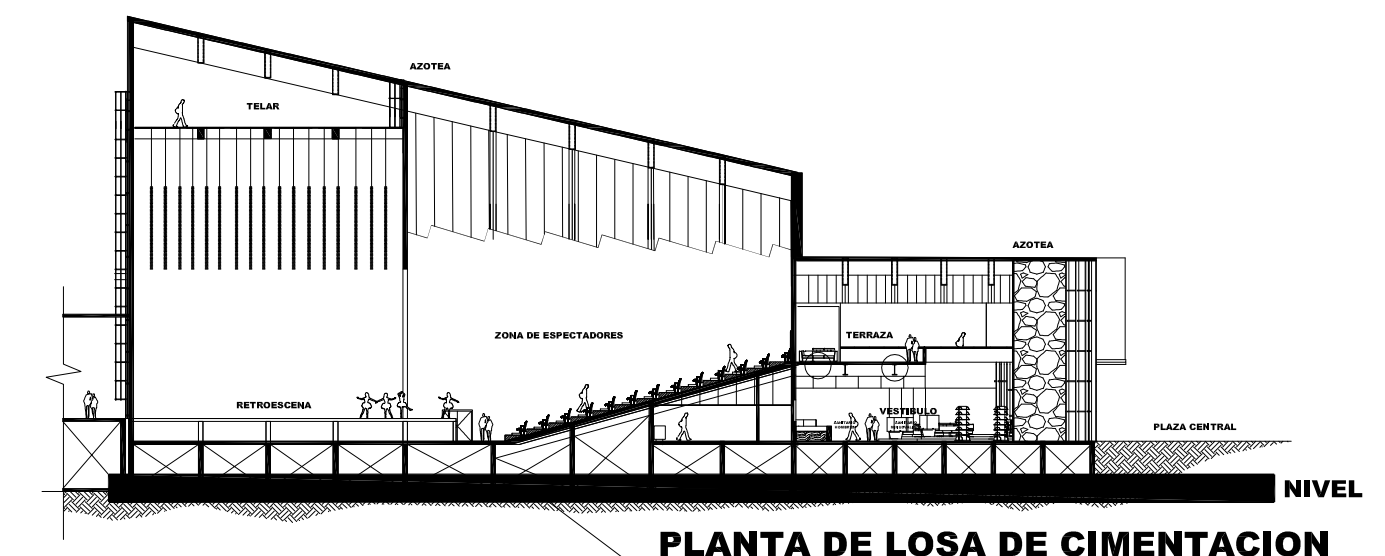 AZOTEA
TELAR
AZOTEA
ZONA DE ESPECTADORES
TERRAZA
RETROESCENA
VESTIBULO
PLAZA CENTRAL
NIVEL
PLANTA DE LOSA DE CIMENTACION